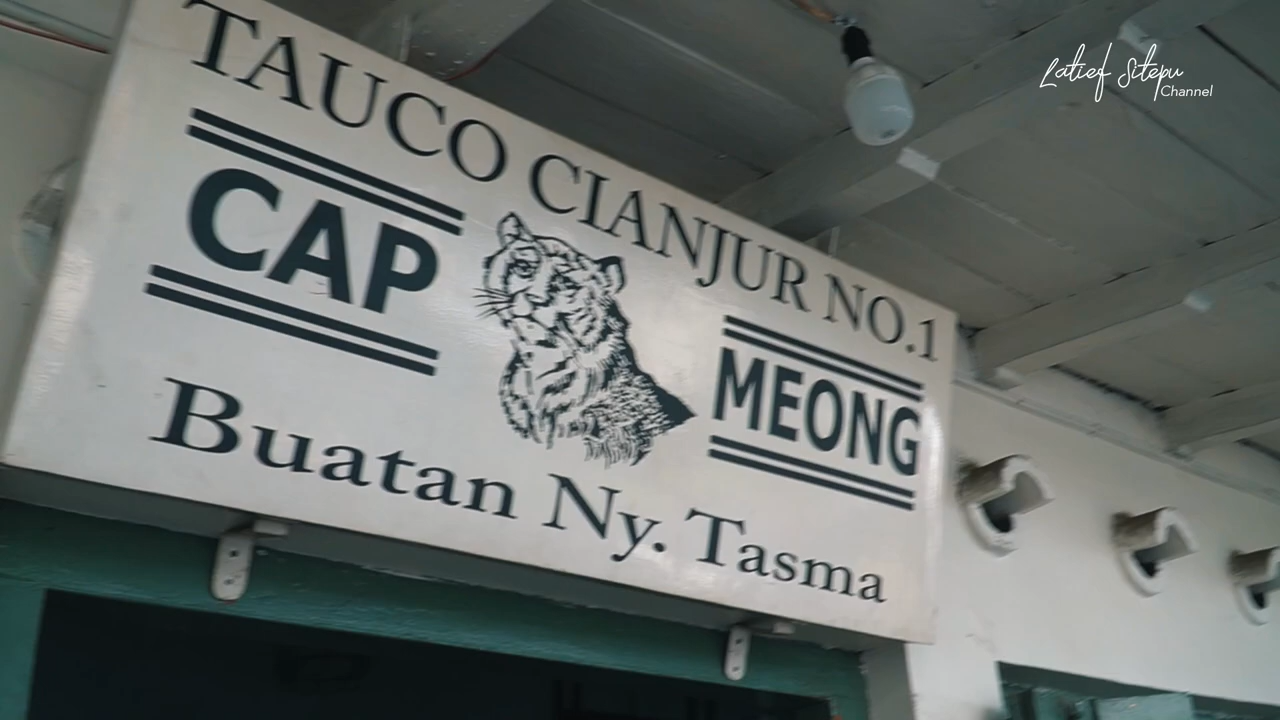 TAUCO CIANJUR NO.1
CAP
MEONG
Buatan Ny. Tasma
Latief Sitepu
Channel